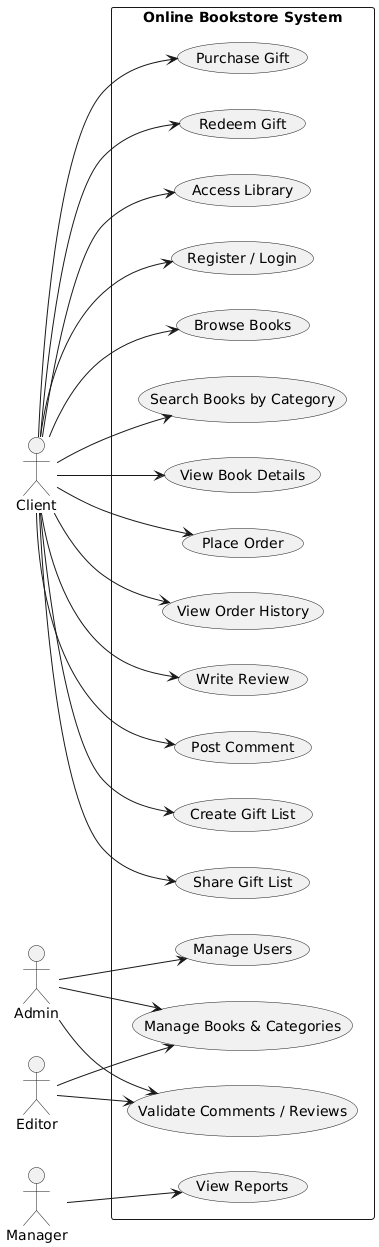 Online Bookstore System
Purchase Gift
Redeem Gift
Access Library
Register / Login
Browse Books
Search Books by Category
View Book Details
Client
Place Order
View Order History
Write Review
Post Comment
Create Gift List
Share Gift List
Manage Users
Admin
Manage Books & Categories
Validate Comments / Reviews
Editor
View Reports
Manager